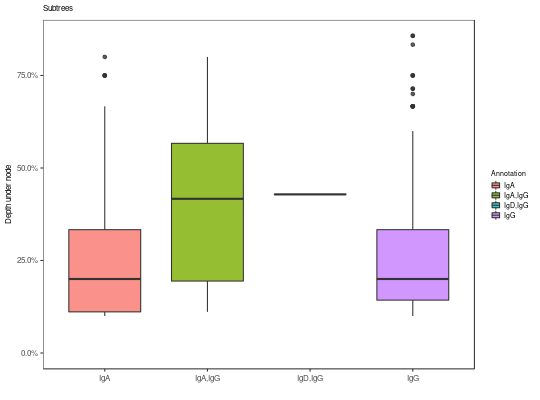 Subtrees
75.0%
50.0%
25.0%
0.0%
Depth under node
IgA
IgA,IgG
IgD,IgG
IgG
Annotation
IgA
IgA,IgG
IgD,IgG
IgG